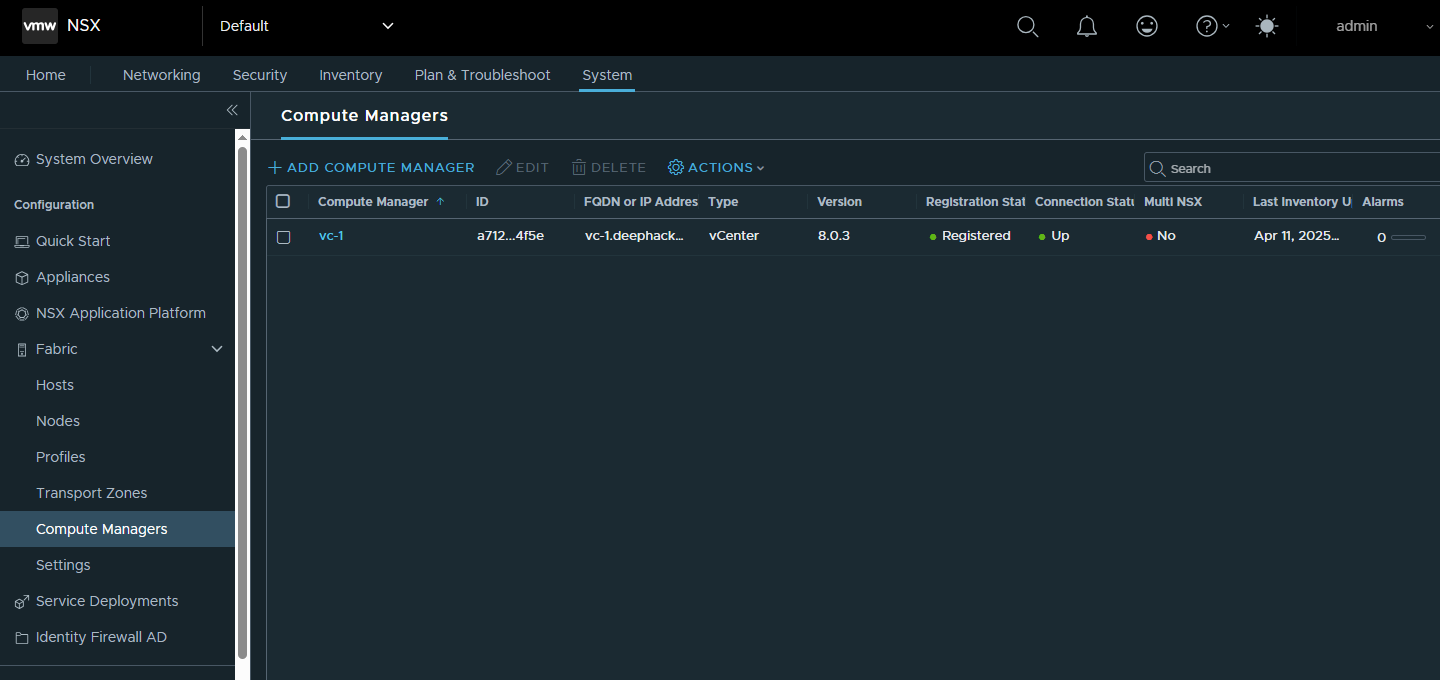 vmw NSX Default admin
Home Networking Security Inventory Plan & Troubleshoot System
Compute Managers
System Overview
Configuration
Quick Start
Appliances
NSX Application Platform
Fabric
Hosts
Nodes
Profiles
Transport Zones
Compute Managers
Settings
Service Deployments
Identity Firewall AD
ADD COMPUTE MANAGER EDIT DELETE ACTIONS Search
Compute Manager ID FQDN or IP Addres Type Version Registration Stat Connection Statu Multi NSX Last Inventory U Alarms
vc-1 a712...4f5e vc-1.deephack... vCenter 8.0.3 Registered Up No Apr 11, 2025... 0